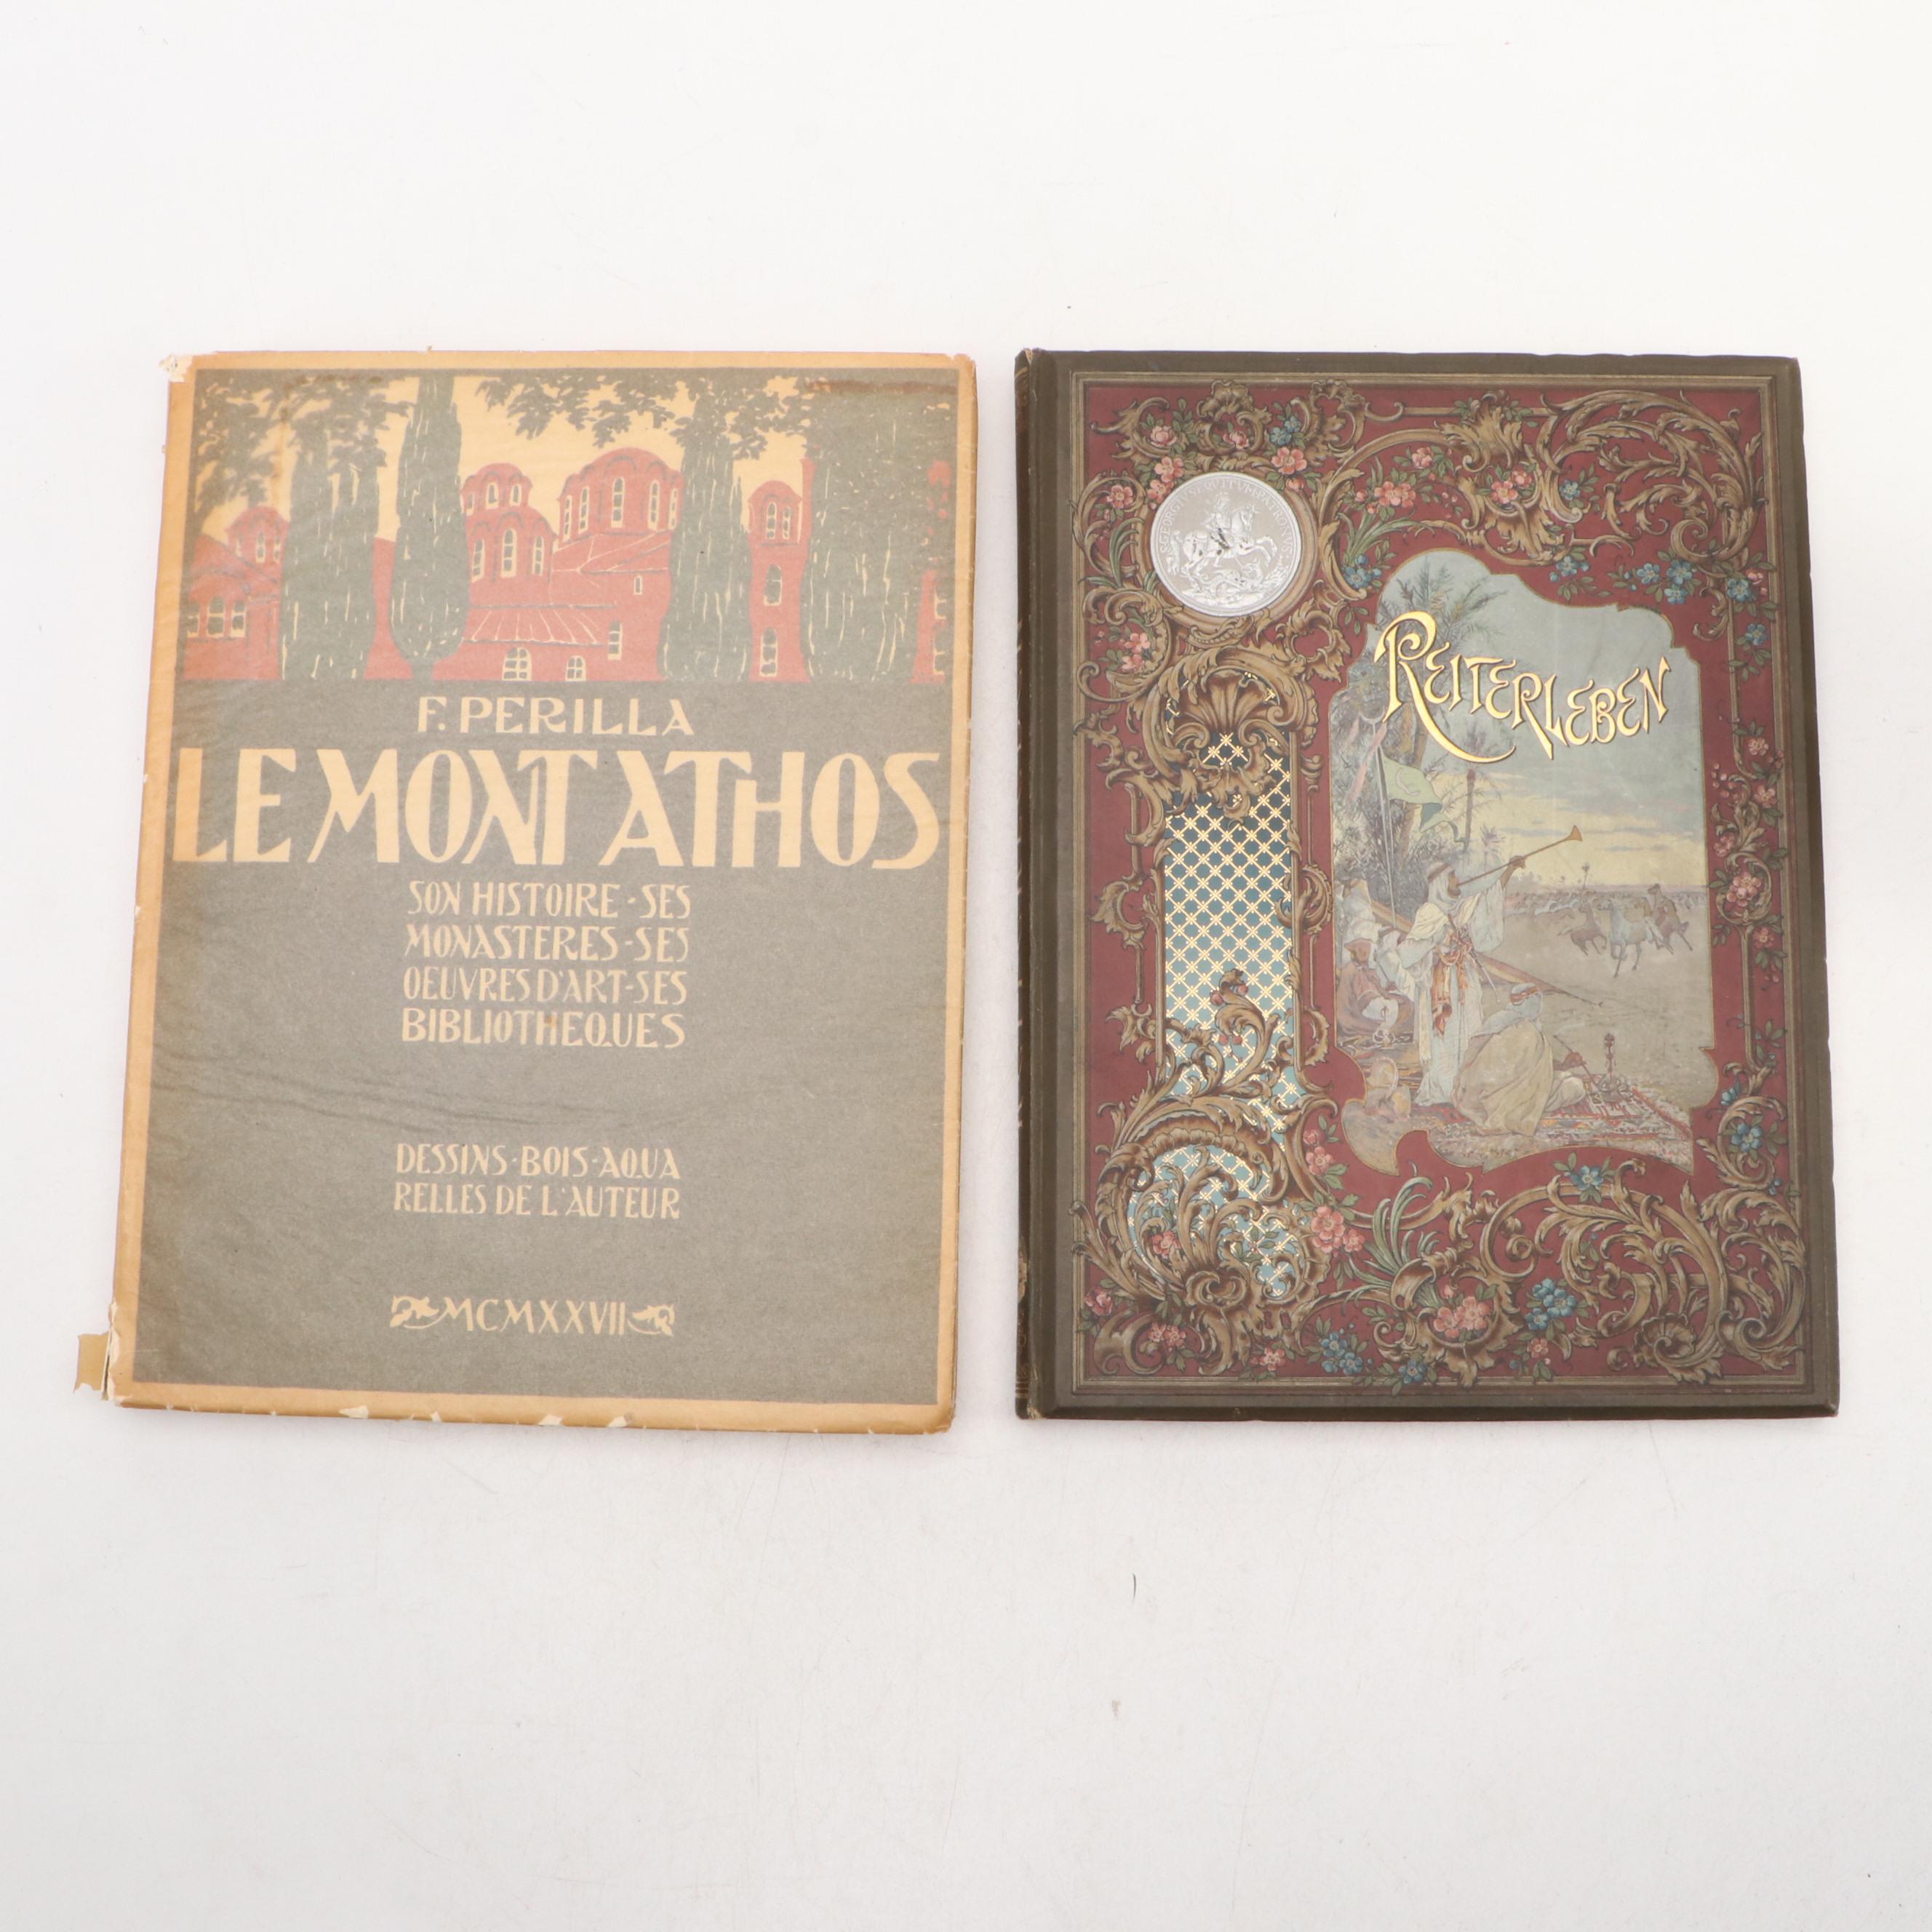 F. PERILLA
LE MONT ATHOS
SON HISTOIRE - SES
MONASTERES - SES
OEUVRES D'ART - SES
BIBLIOTHEQUES
DESSINS - BOIS - AQUA
RELLES DE L'AUTEUR
MCMXXVII
REITERLEBEN